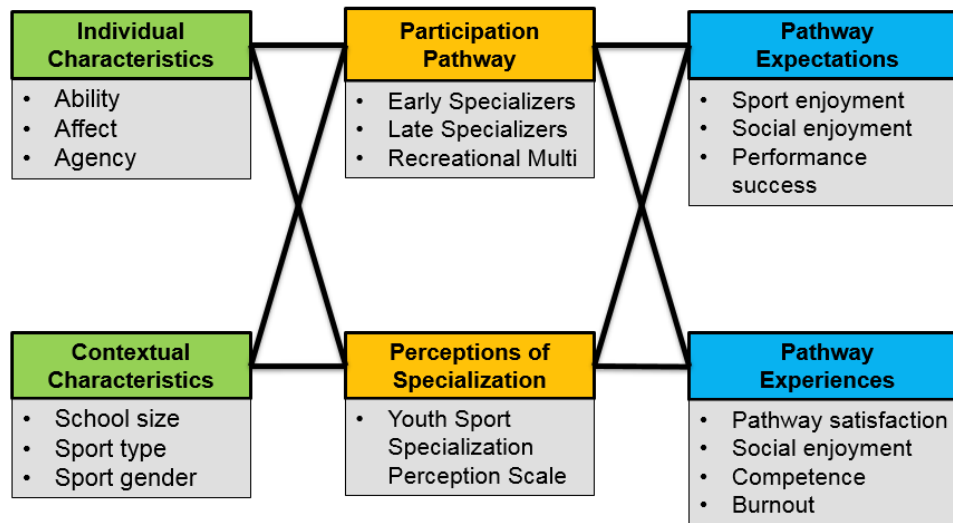 Individual
Characteristics
• Ability
• Affect
• Agency
Participation
Pathway
• Early Specializers
• Late Specializers
• Recreational Multi
Pathway
Expectations
• Sport enjoyment
• Social enjoyment
• Performance
success
Contextual
Characteristics
• School size
• Sport type
• Sport gender
Perceptions of
Specialization
• Youth Sport
Specialization
Perception Scale
Pathway
Experiences
• Pathway satisfaction
• Social enjoyment
• Competence
• Burnout